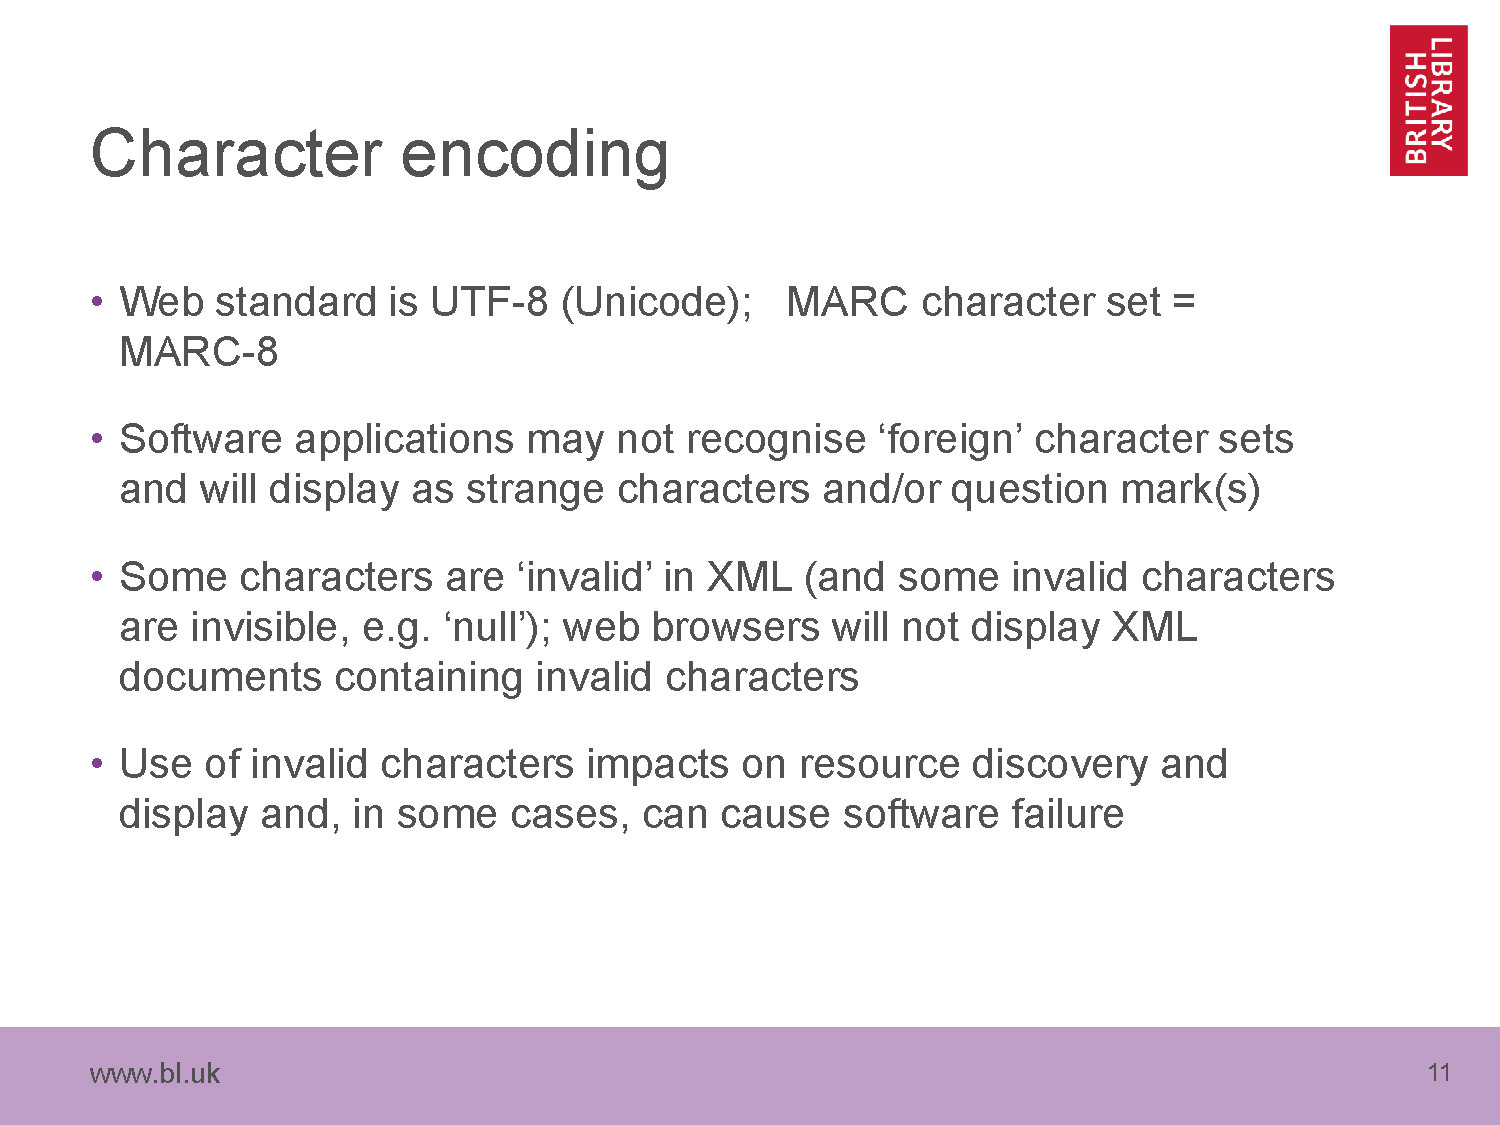 BRITISH
LIBRARY
Character encoding
• Web standard is UTF-8 (Unicode); MARC character set =
MARC-8
• Software applications may not recognise ‘foreign’ character sets
and will display as strange characters and/or question mark(s)
• Some characters are ‘invalid’ in XML (and some invalid characters
are invisible, e.g. ‘null’); web browsers will not display XML
documents containing invalid characters
• Use of invalid characters impacts on resource discovery and
display and, in some cases, can cause software failure
www.bl.uk
11